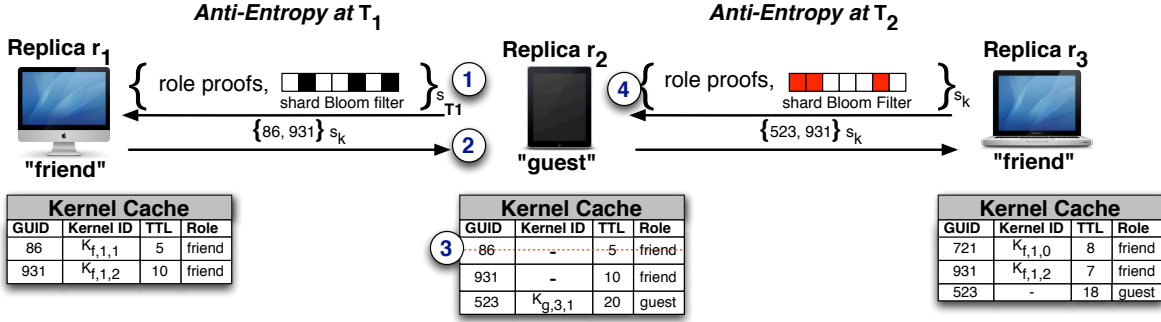 Anti-Entropy at T1
Anti-Entropy at T2
Replica r1
Replica r2
Replica r3
{ role proofs, }sT1
shard Bloom filter
1
{86, 931} sk
2
4
{ role proofs, }sk
shard Bloom Filter
{523, 931} sk
"friend"
"guest"
"friend"
Kernel Cache
GUID Kernel ID TTL Role
86 Kf,1,1 5 friend
931 Kf,1,2 10 friend
Kernel Cache
GUID Kernel ID TTL Role
3
86 - 5 friend
931 - 10 friend
523 Kg,3,1 20 guest
Kernel Cache
GUID Kernel ID TTL Role
721 Kf,1,0 8 friend
931 Kf,1,2 7 friend
523 - 18 guest